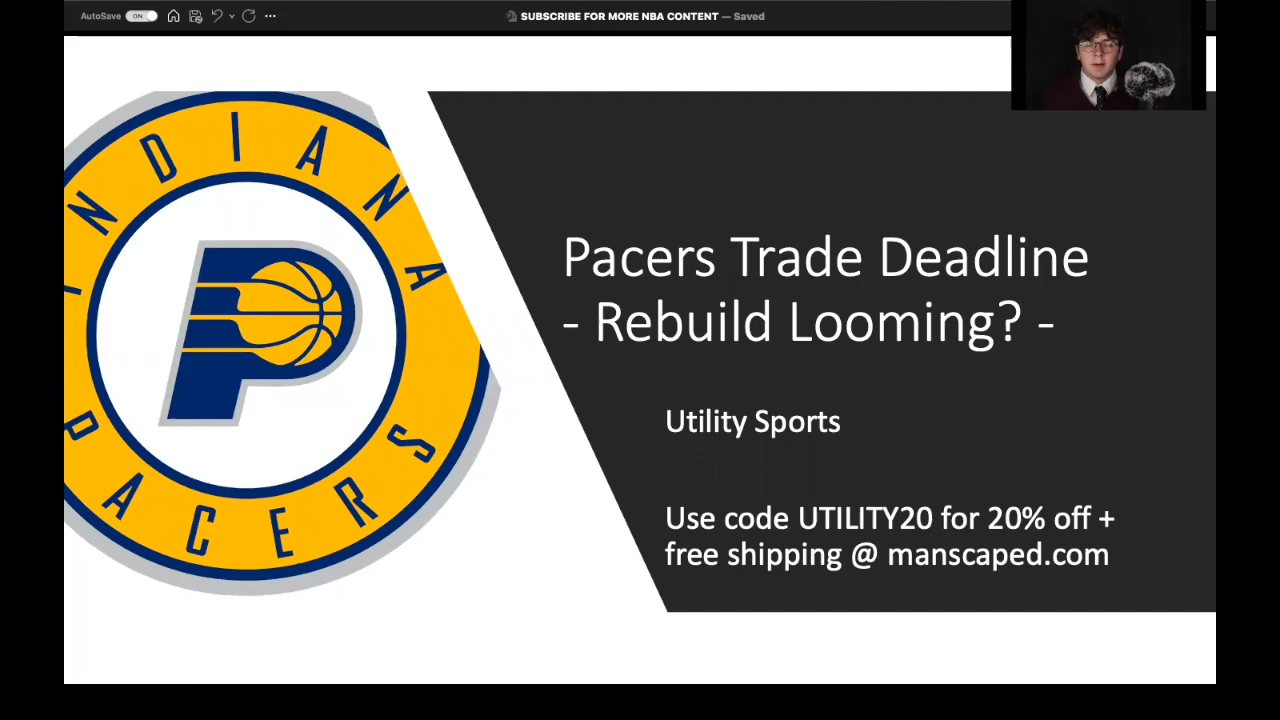 AutoSave ON
SUBSCRIBE FOR MORE NBA CONTENT — Saved
INDIANA
PACERS
Pacers Trade Deadline
- Rebuild Looming? -
Utility Sports
Use code UTILITY20 for 20% off +
free shipping @ manscaped.com